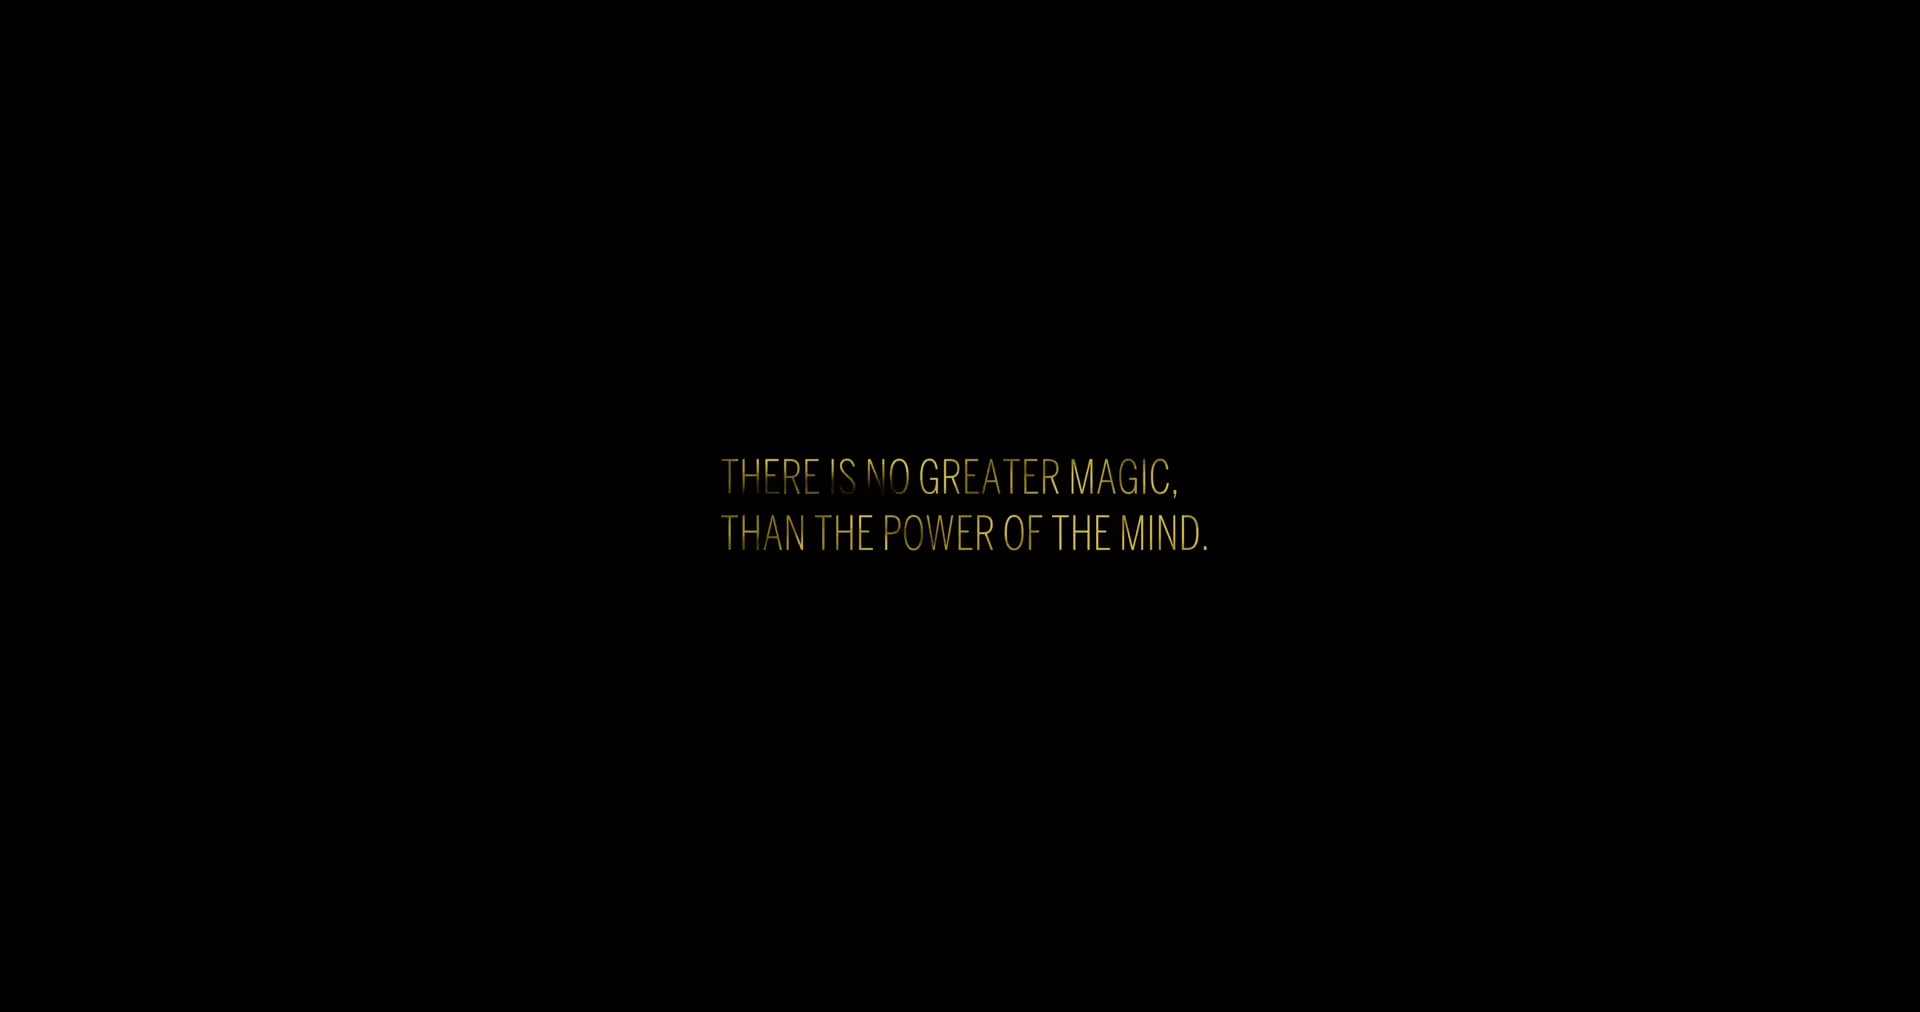 THERE IS NO GREATER MAGIC,
THAN THE POWER OF THE MIND.